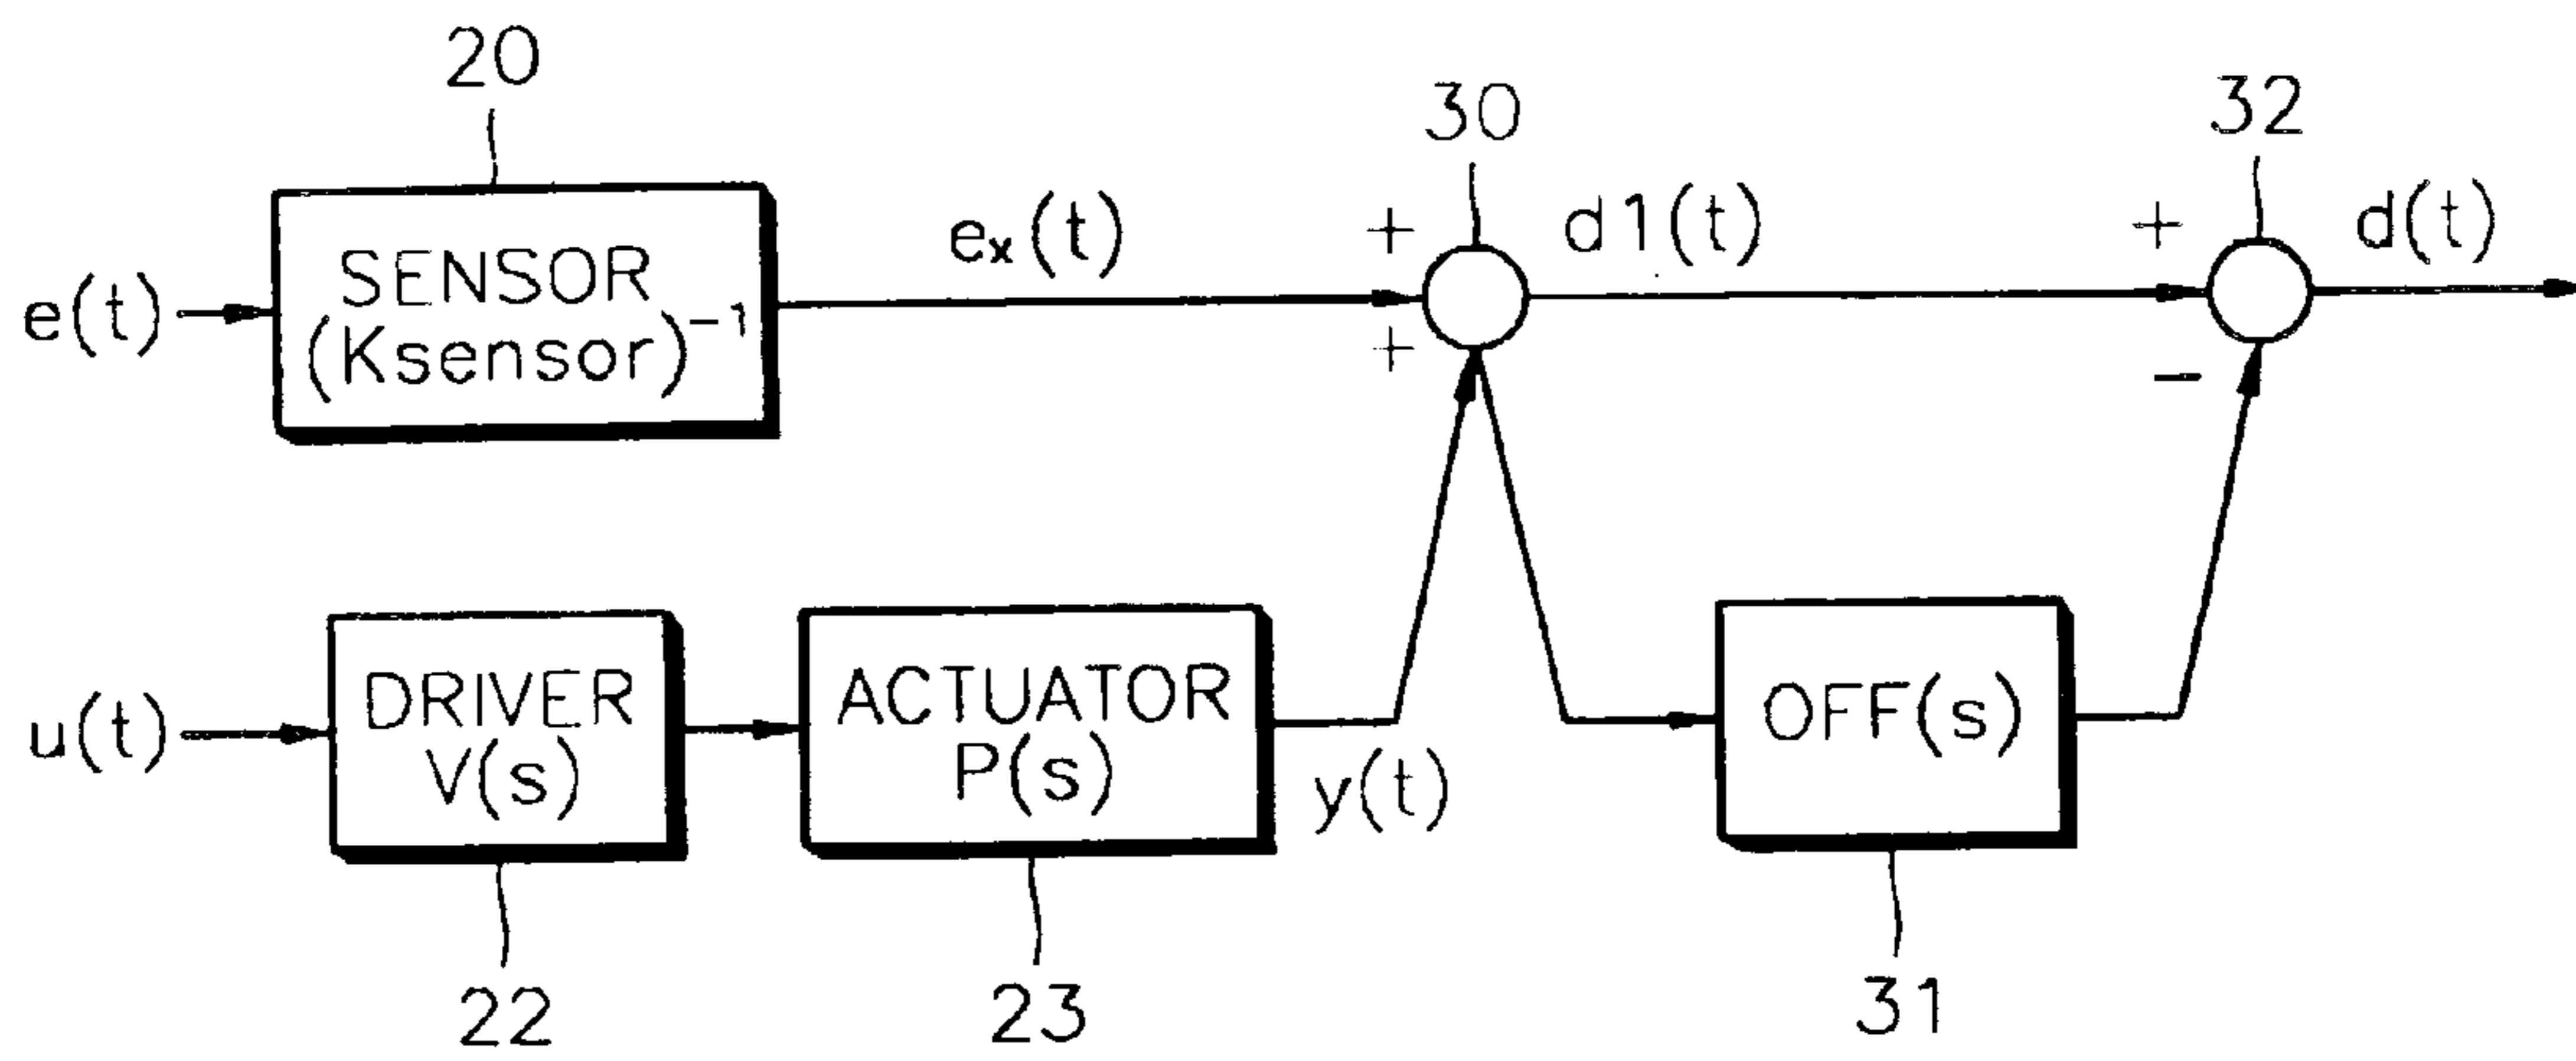 20
30
32
e(t)
SENSOR
(Ksensor)⁻¹
eₓ(t)
+
+
d1(t)
+
-
d(t)
u(t)
DRIVER
V(s)
ACTUATOR
P(s)
y(t)
OFF(s)
22
23
31